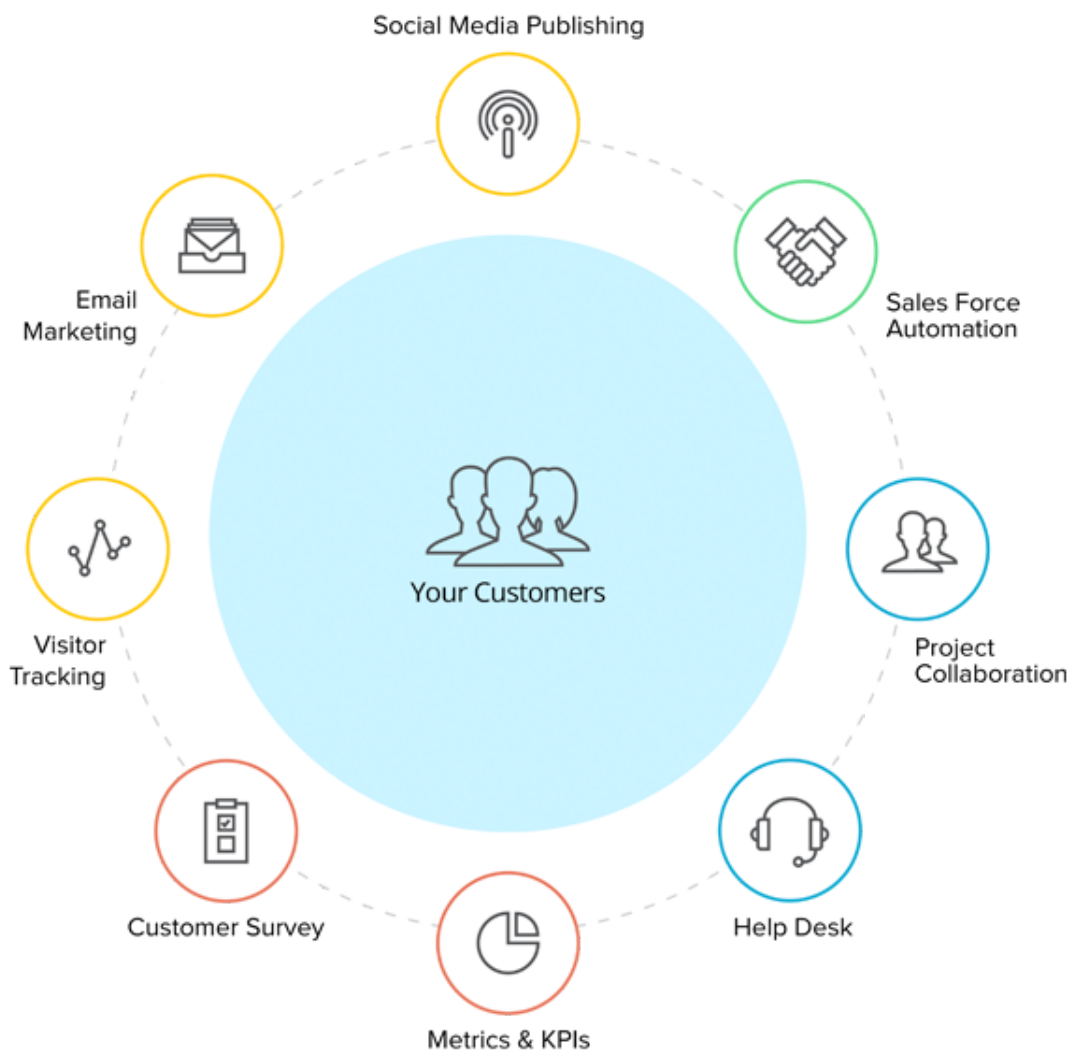 Social Media Publishing
Email
Marketing
Sales Force
Automation
Your Customers
Visitor
Tracking
Project
Collaboration
Customer Survey
Help Desk
Metrics & KPIs